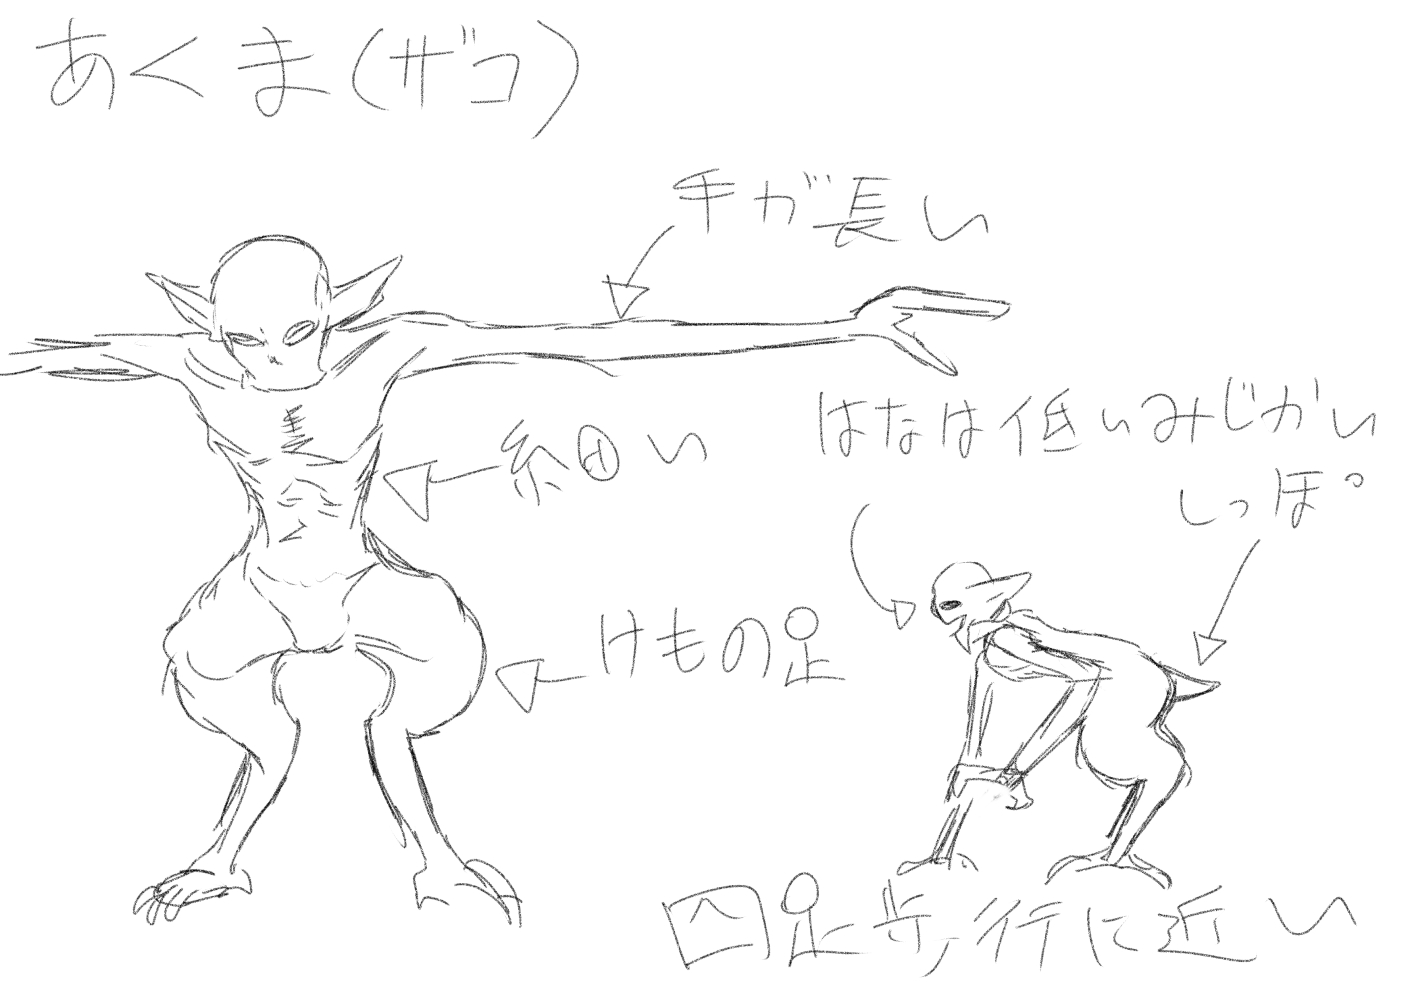 あくま(ザコ)
手が長い
細い
はなは低い
みじかい
しっぽ
けもの足
四足歩行に近い